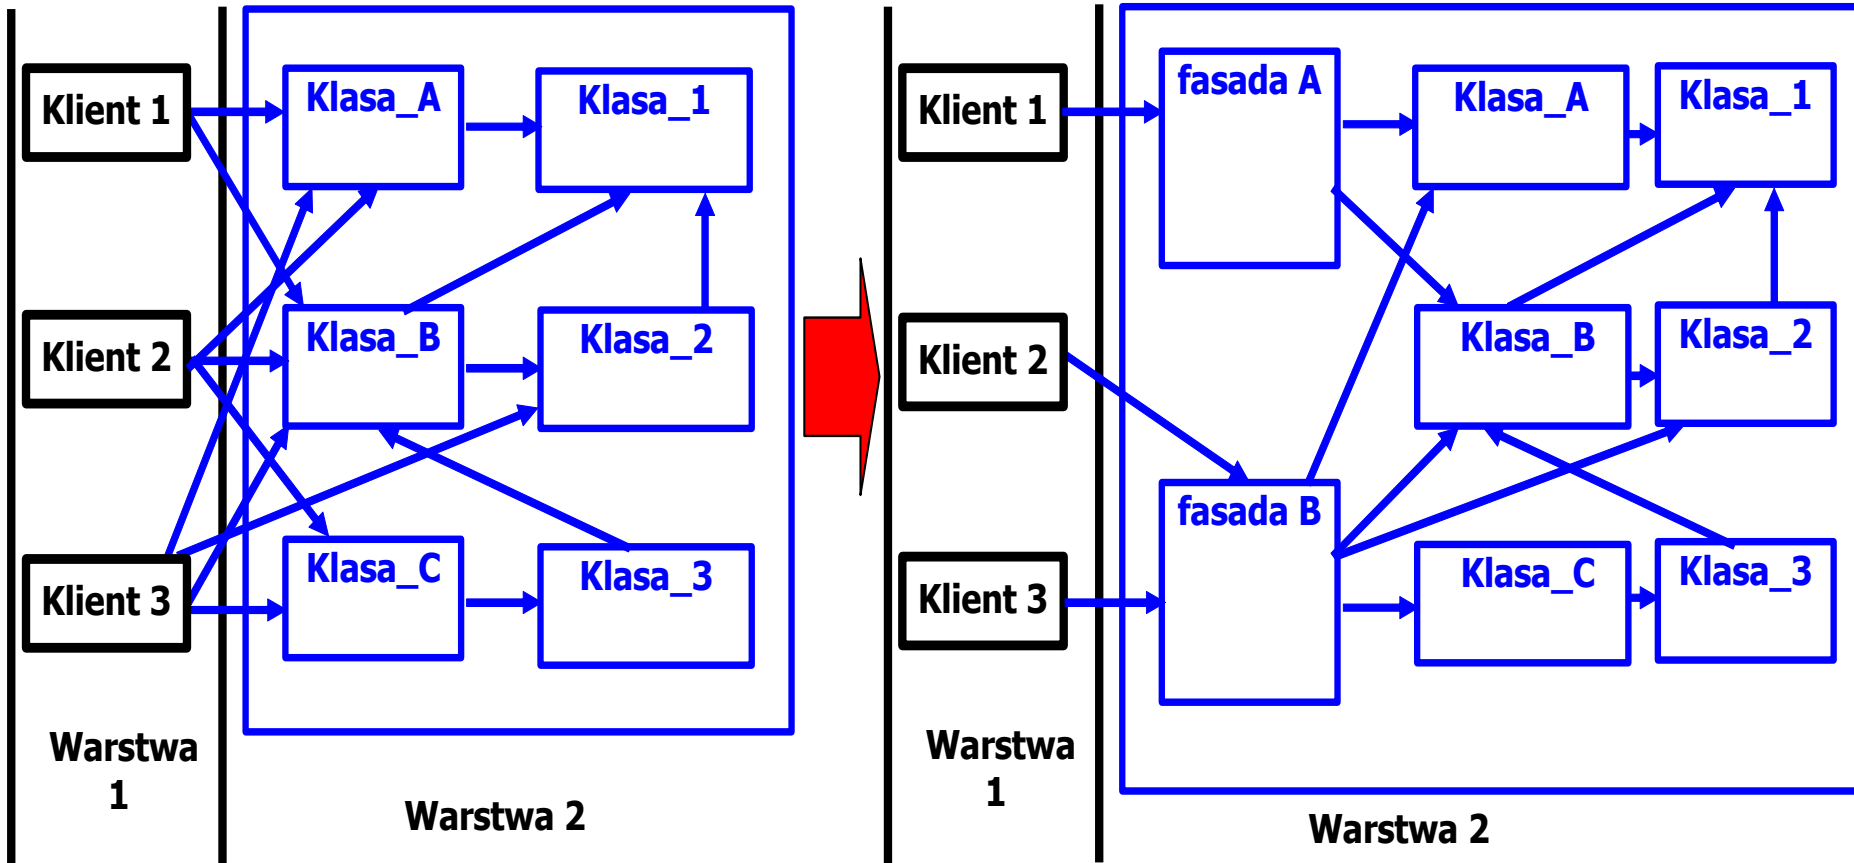 Klient 1
Klasa_A
Klasa_1
Klient 2
Klasa_B
Klasa_2
Klient 3
Klasa_C
Klasa_3
Warstwa
1
Warstwa 2
Klient 1
fasada A
Klasa_A
Klasa_1
Klient 2
Klasa_B
Klasa_2
Klient 3
fasada B
Klasa_C
Klasa_3
Warstwa
1
Warstwa 2